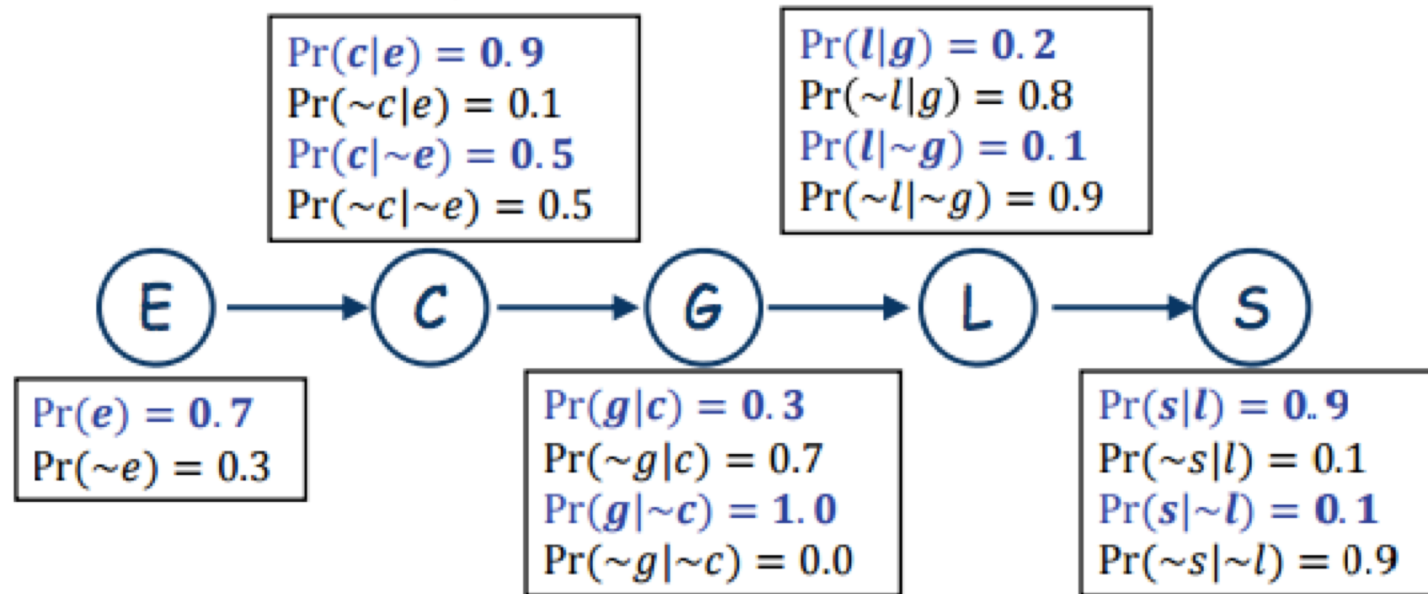 Pr(c|e) = 0.9
Pr(~c|e) = 0.1
Pr(c|~e) = 0.5
Pr(~c|~e) = 0.5
Pr(l|g) = 0.2
Pr(~l|g) = 0.8
Pr(l|~g) = 0.1
Pr(~l|~g) = 0.9
E
C
G
L
S
Pr(e) = 0.7
Pr(~e) = 0.3
Pr(g|c) = 0.3
Pr(~g|c) = 0.7
Pr(g|~c) = 1.0
Pr(~g|~c) = 0.0
Pr(s|l) = 0.9
Pr(~s|l) = 0.1
Pr(s|~l) = 0.1
Pr(~s|~l) = 0.9